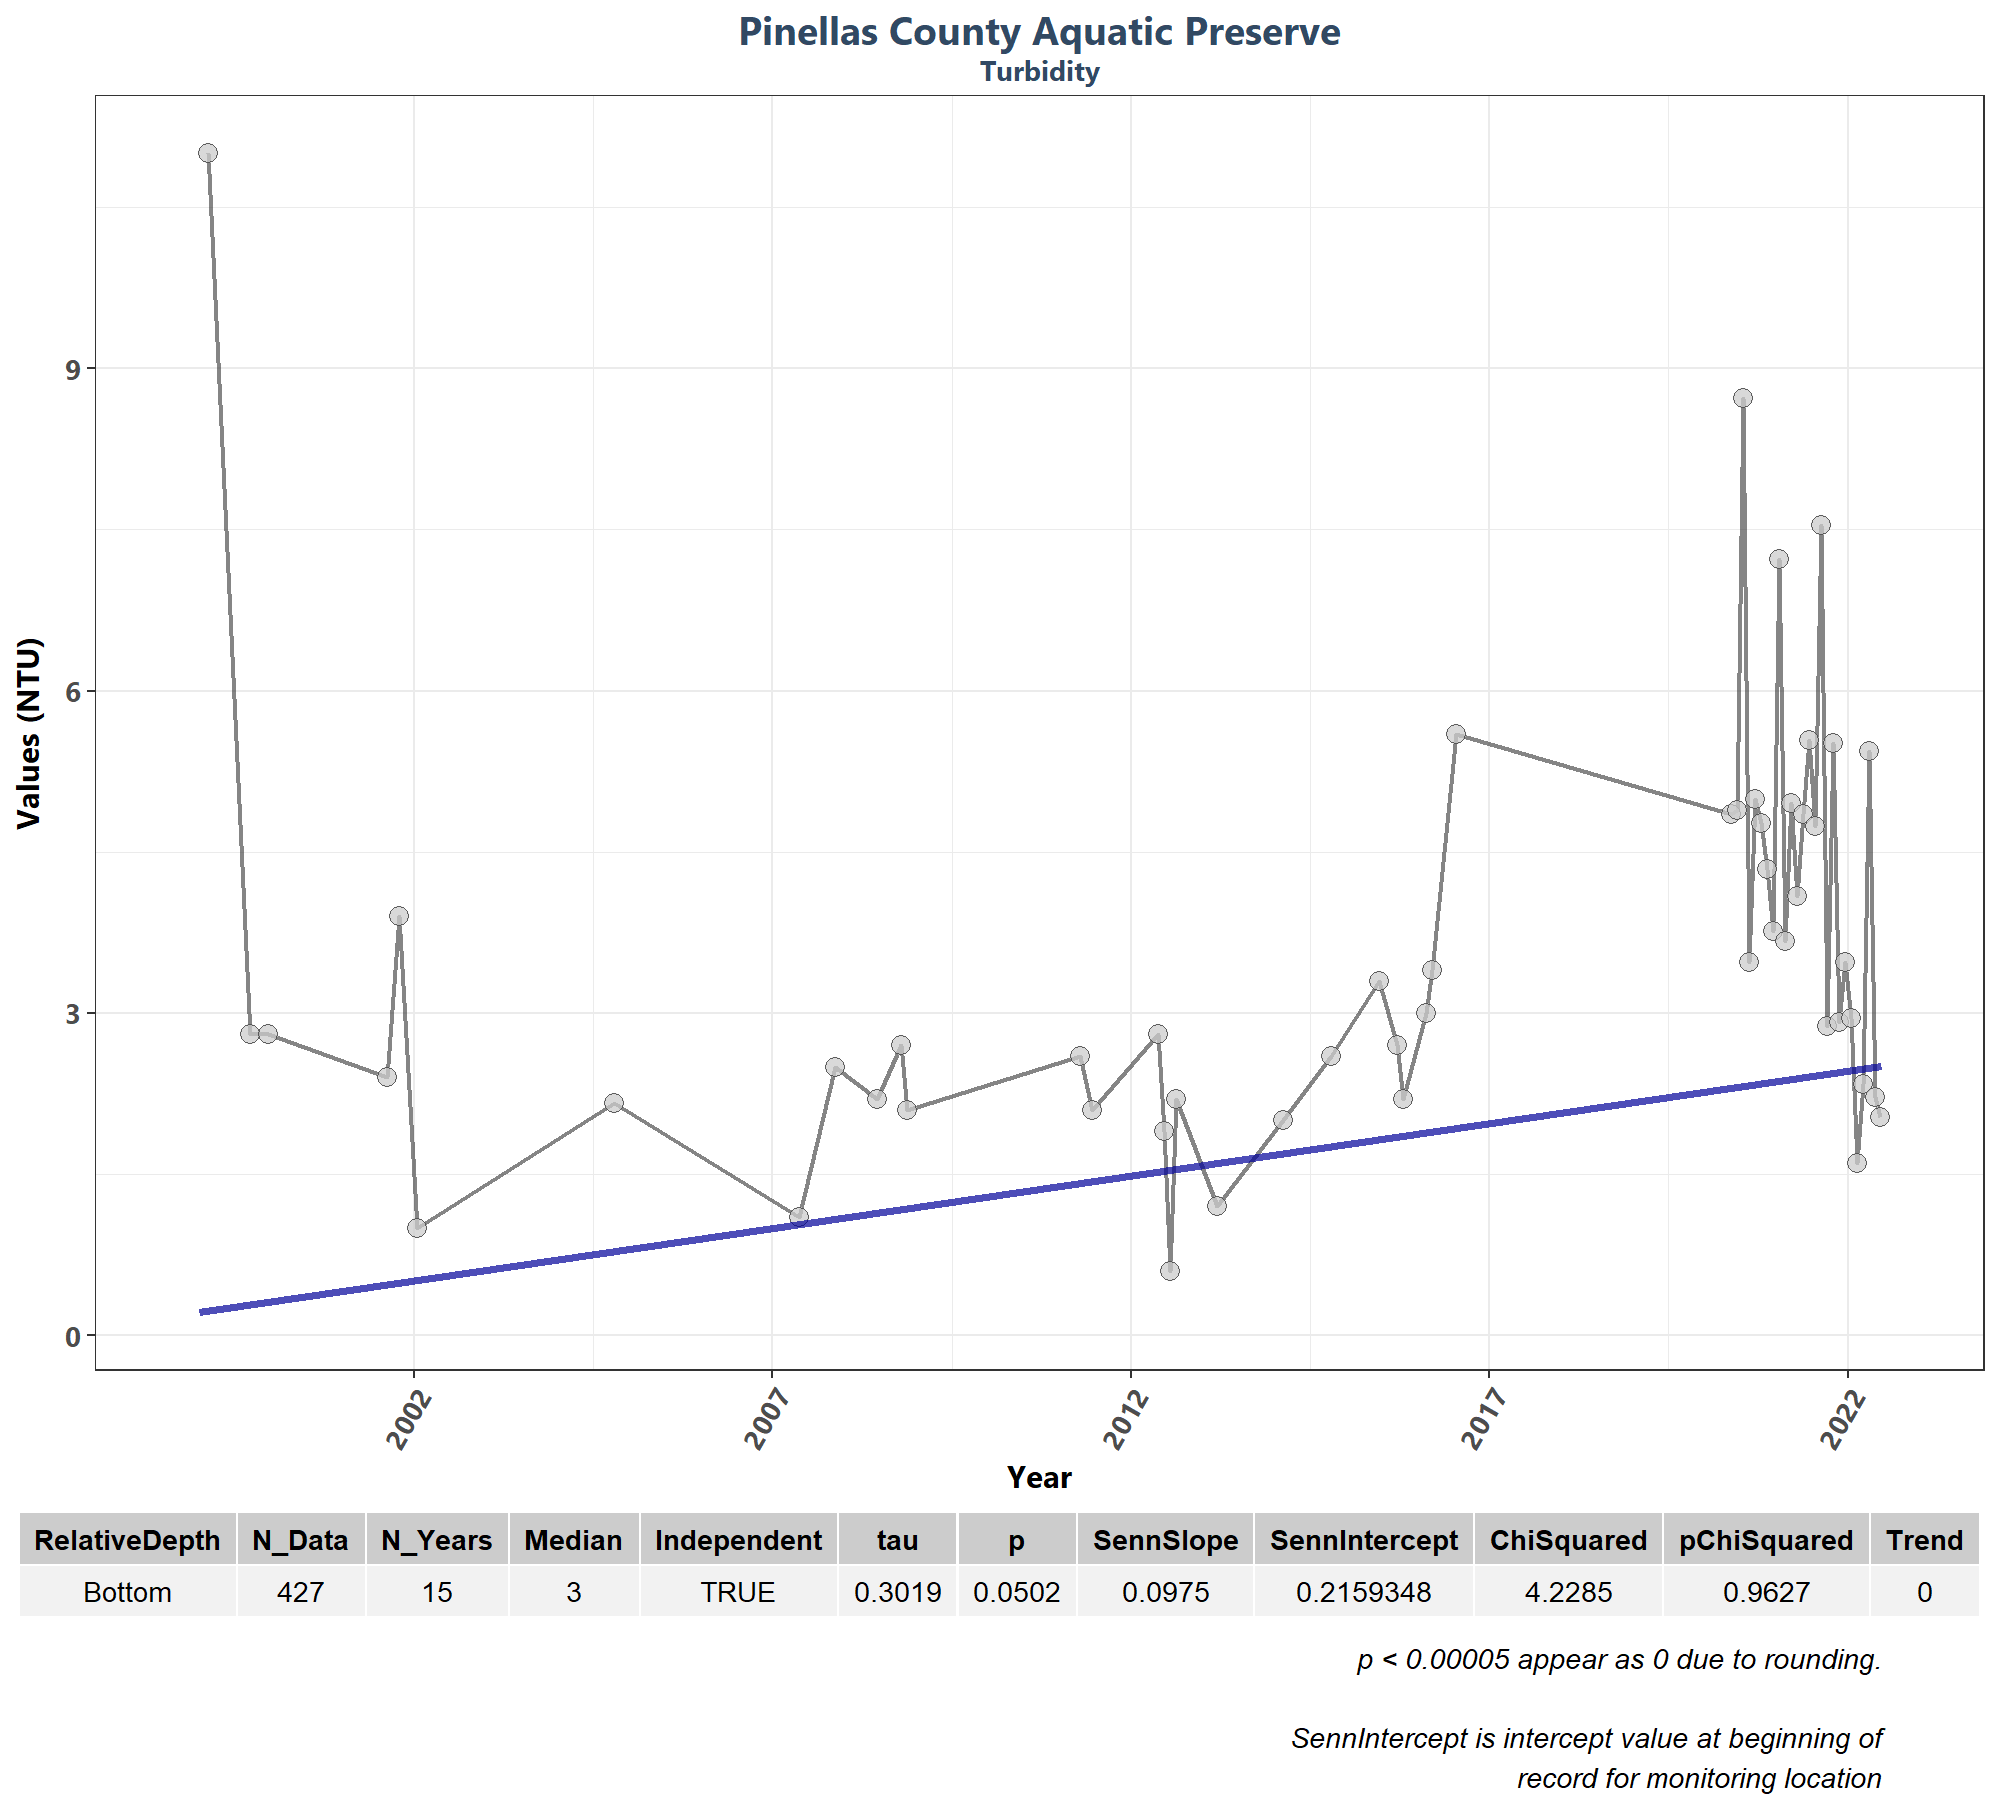 Pinellas County Aquatic Preserve
Turbidity
Values (NTU)
9
6
3
0
2002
2007
2012
2017
2022
Year
RelativeDepth N_Data N_Years Median Independent tau p SennSlope SennIntercept ChiSquared pChiSquared Trend
Bottom 427 15 3 TRUE 0.3019 0.0502 0.0975 0.2159348 4.2285 0.9627 0
p < 0.00005 appear as 0 due to rounding.
SennIntercept is intercept value at beginning of
record for monitoring location